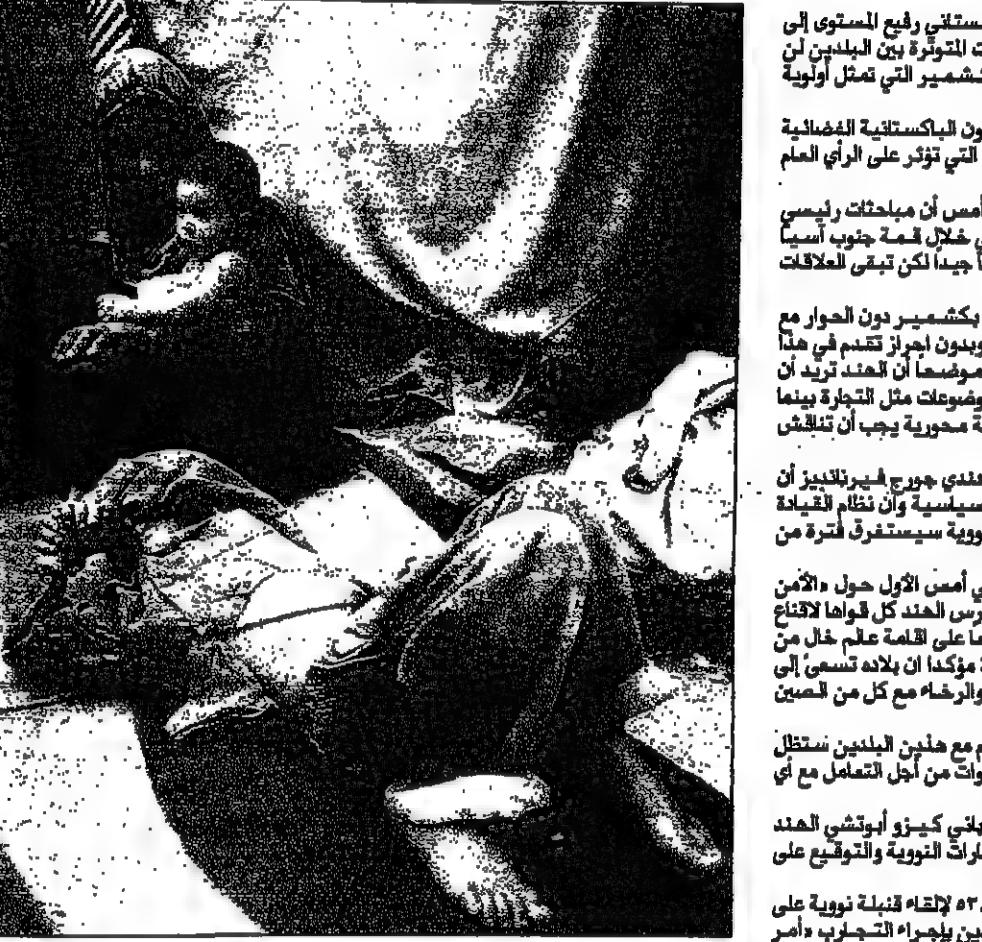 ستاني رفيع المستوى إلى
ت المتوترة بين البلدين لن
شمير التي تمثل أولوية
ون الباكستانية الفضائية
التي تؤثر على الرأي العام
أمس أن مباحثات رئيسي
خلال قمة جنوب آسيا
جيدا لكن تبقى العلاقات
بكشمير دون الحوار مع
وبدون احراز تقدم في هذا
موضحا أن الهند تريد أن
وضوعات مثل التجارة بينما
ة محورية يجب أن تناقش
هندي جورج فيرنانديز أن
سياسية وان نظام القيادة
ووية سيستغرق فترة من
ي أمس الأول حول «الأمن
رس الهند كل قواها لاقناع
ما على اقامة عالم خال من
ة مؤكدا ان بلاده تسعى إلى
والرخاء مع كل من الصين
م مع هذين البلدين ستظل
وات من أجل التعامل مع أي
باني كيزو أبوتشي الهند
ارات النووية والتوقيع على
٥٣ لإلقاء قنبلة نووية على
ين بإجراء التجارب «أمر